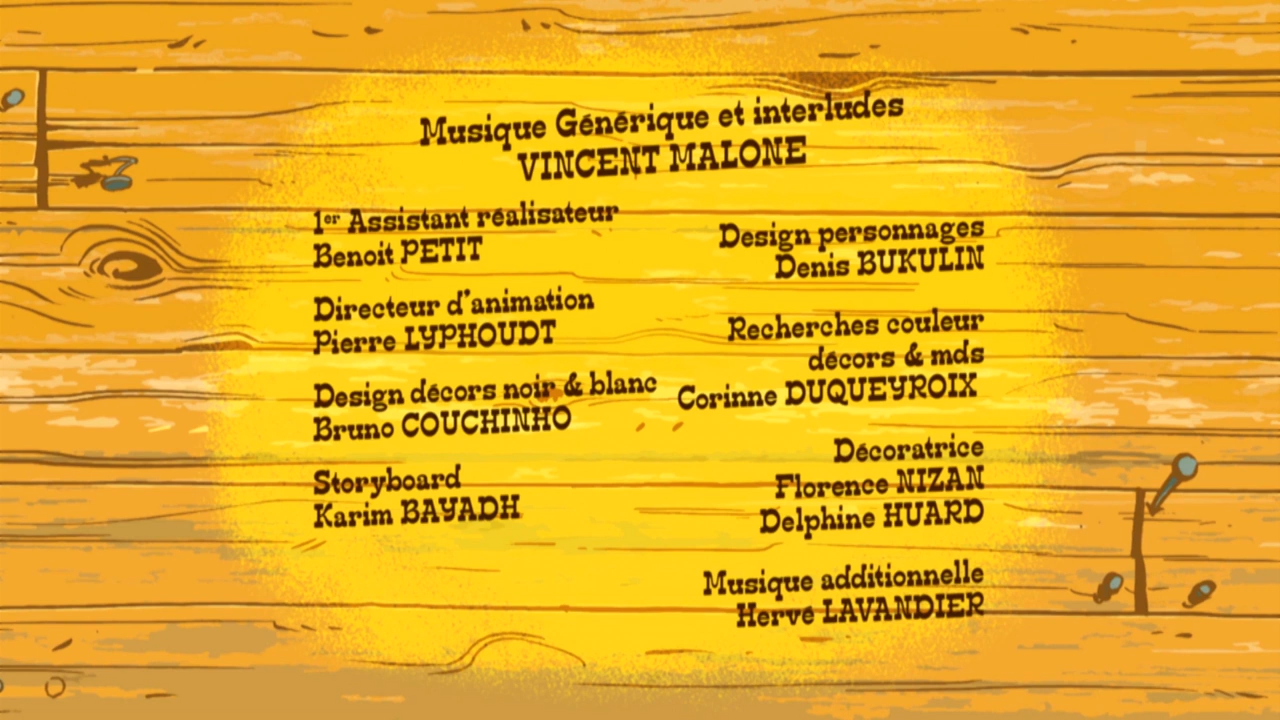 Musique Générique et interludes
VINCENT MALONE
1er Assistant réalisateur
Benoit PETIT
Directeur d'animation
Pierre LYPHOUDT
Design décors noir & blanc
Bruno COUCHINHO
Storyboard
Karim BAYADH
Design personnages
Denis BUKULIN
Recherches couleur
décors & mds
Corinne DUQUEYROIX
Décoratrice
Florence NIZAN
Delphine HUARD
Musique additionnelle
Hervé LAVANDIER